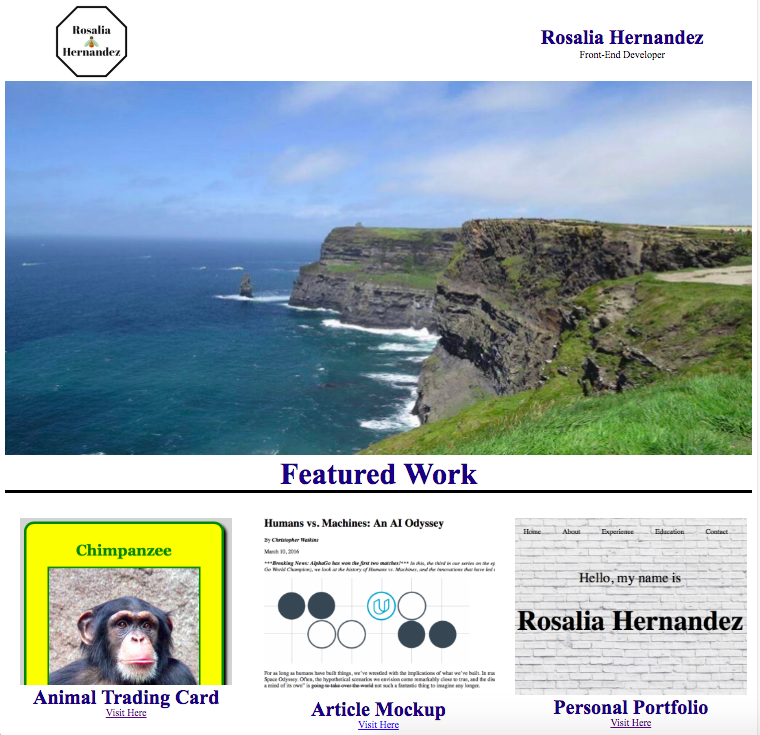 Rosalia
Hernandez
Rosalia Hernandez
Front-End Developer
Featured Work
Chimpanzee
Animal Trading Card
Visit Here
Humans vs. Machines: An AI Odyssey
By Christopher Watkins
March 10, 2016
***Breaking News: AlphaGo has won the first two matches!*** In this, the third in our series on the
Go World Champion), we look at the history of Humans vs. Machines, and the innovations that have led
For as long as humans have built things, we've wrestled with the implications of what we've built. In
Space Odyssey. Often, the hypothetical scenarios we envision come remarkably close to true, and the
a mind of its own" is going to take over the world not such a fantastic thing to imagine any longer.
Article Mockup
Visit Here
Home About Experience Education Contact
Hello, my name is
Rosalia Hernandez
Personal Portfolio
Visit Here